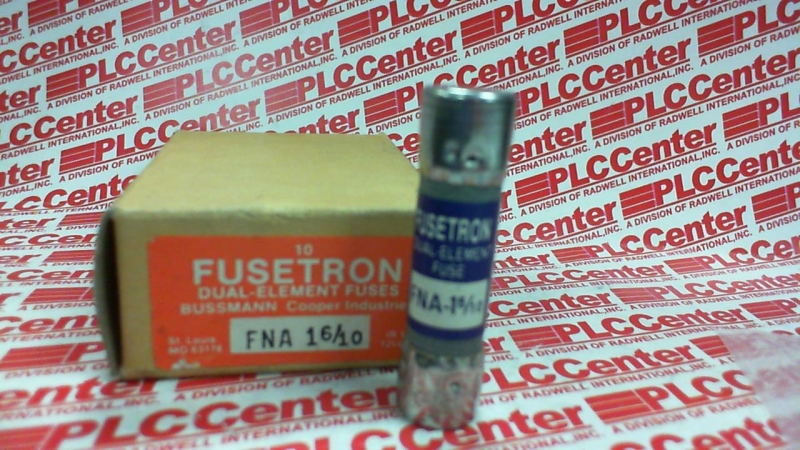 PLCCenter
A DIVISION OF RADWELL INTERNATIONAL,INC.
10
FUSETRON
DUAL-ELEMENT FUSES
BUSSMANN Cooper Industrie
FNA 16/10
St. Louis
MO 63178
FUSETRON
DUAL-ELEMENT
FUSE
FNA-1 6/10